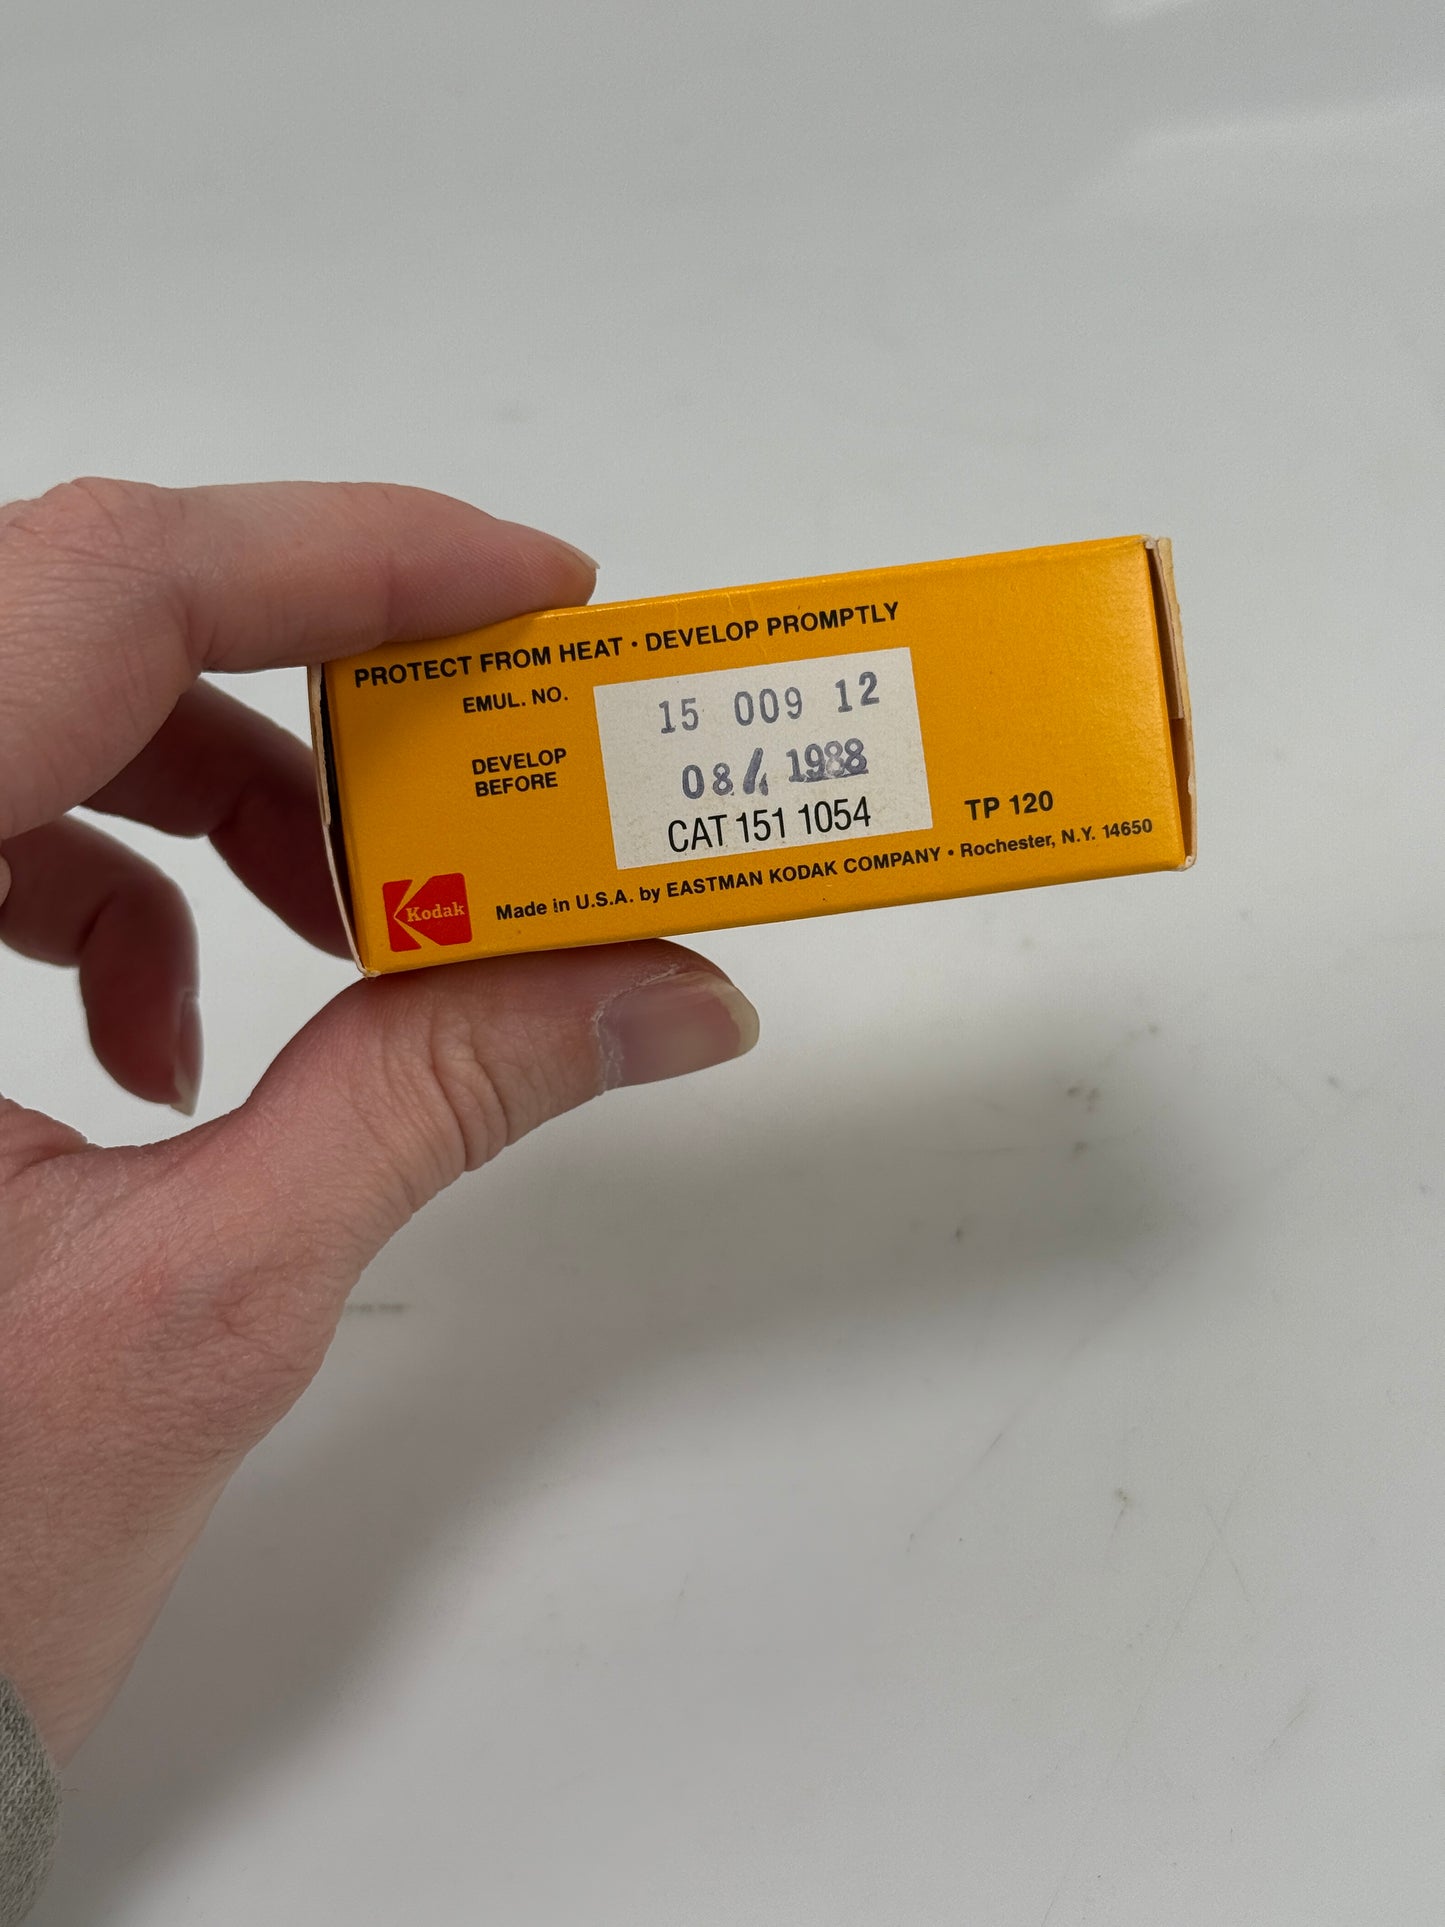 PROTECT FROM HEAT • DEVELOP PROMPTLY
EMUL. NO. 15 009 12
DEVELOP
BEFORE
08/ 1988
CAT 151 1054
TP 120
Kodak
Made in U.S.A. by EASTMAN KODAK COMPANY • Rochester, N.Y. 14650